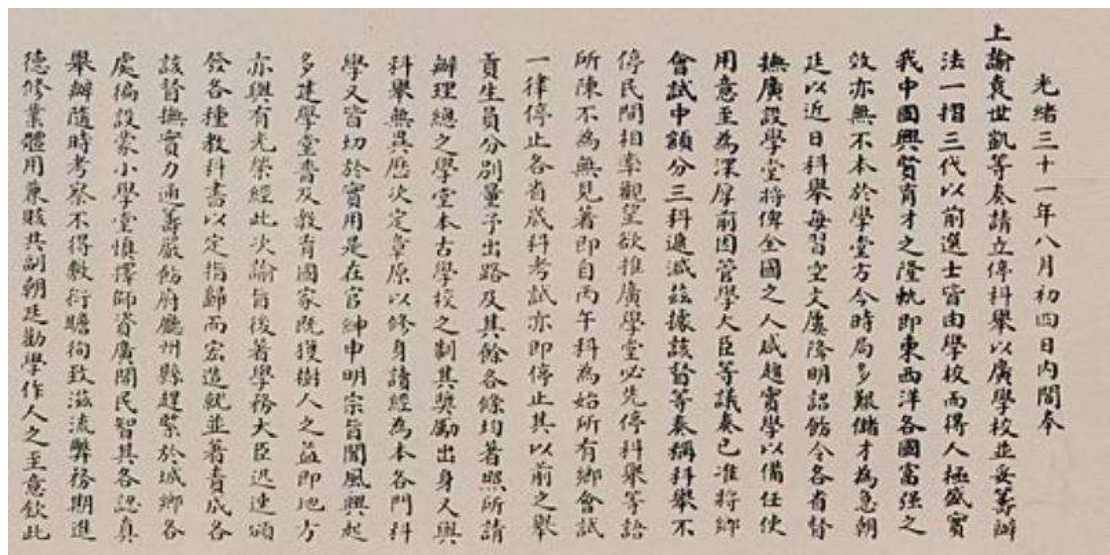 光緒三十一年八月初四日內閣奉
上諭袁世凱等奏請立停科舉以廣學校並妥籌辦
法一摺三代以前選士皆由學校而得人極盛實
我中國興賢育才之隆軌即東西洋各國富强之
效亦無不本於學堂方今時局多艱儲才為急朝
廷以近日科舉每習空文屢降明詔飭令各省督
撫廣設學堂將俾全國之人咸趨實學以備任使
用意至為深厚前因管學大臣等議奏已准將鄉
會試中額分三科遞減兹據該督等奏稱科舉不
停民間相率觀望欲推廣學堂必先停科舉等語
所陳不為無見著即自丙午科為始所有鄉會試
一律停止各省歲科考試亦即停止其以前之舉
貢生員分別量予出路及其餘各條均著照所請
辦理總之學堂本古學校之制其獎勵出身又與
科舉無異歷次定章原以修身讀經為本各門科
學又皆切於實用是在官紳申明宗旨聞風興起
多建學堂普及教育國家既獲樹人之益即地方
亦與有光榮經此次諭旨後著學務大臣迅速頒
發各種教科書以定指歸而宏造就並著責成各
該督撫實力通籌嚴飭府廳州縣趕緊於城鄉各
處徧設蒙小學堂慎擇師資廣開民智其各認真
舉辦隨時考察不得敷衍瞻徇致滋流弊務期進
德修業體用兼賅共副朝廷勸學作人之至意欽此